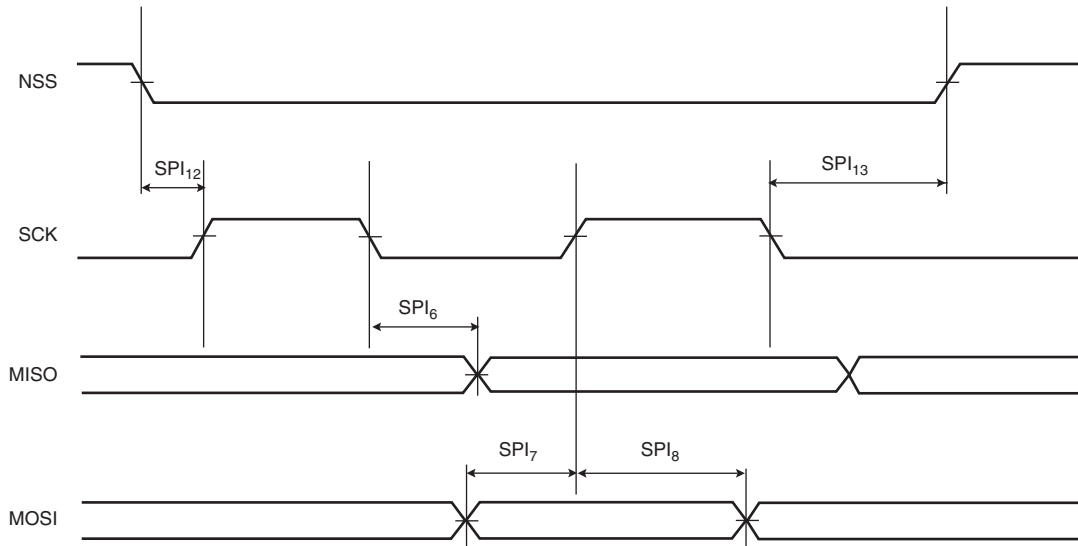 NSS
SPI₁₂
SPI₁₃
SCK
SPI₆
MISO
SPI₇
SPI₈
MOSI